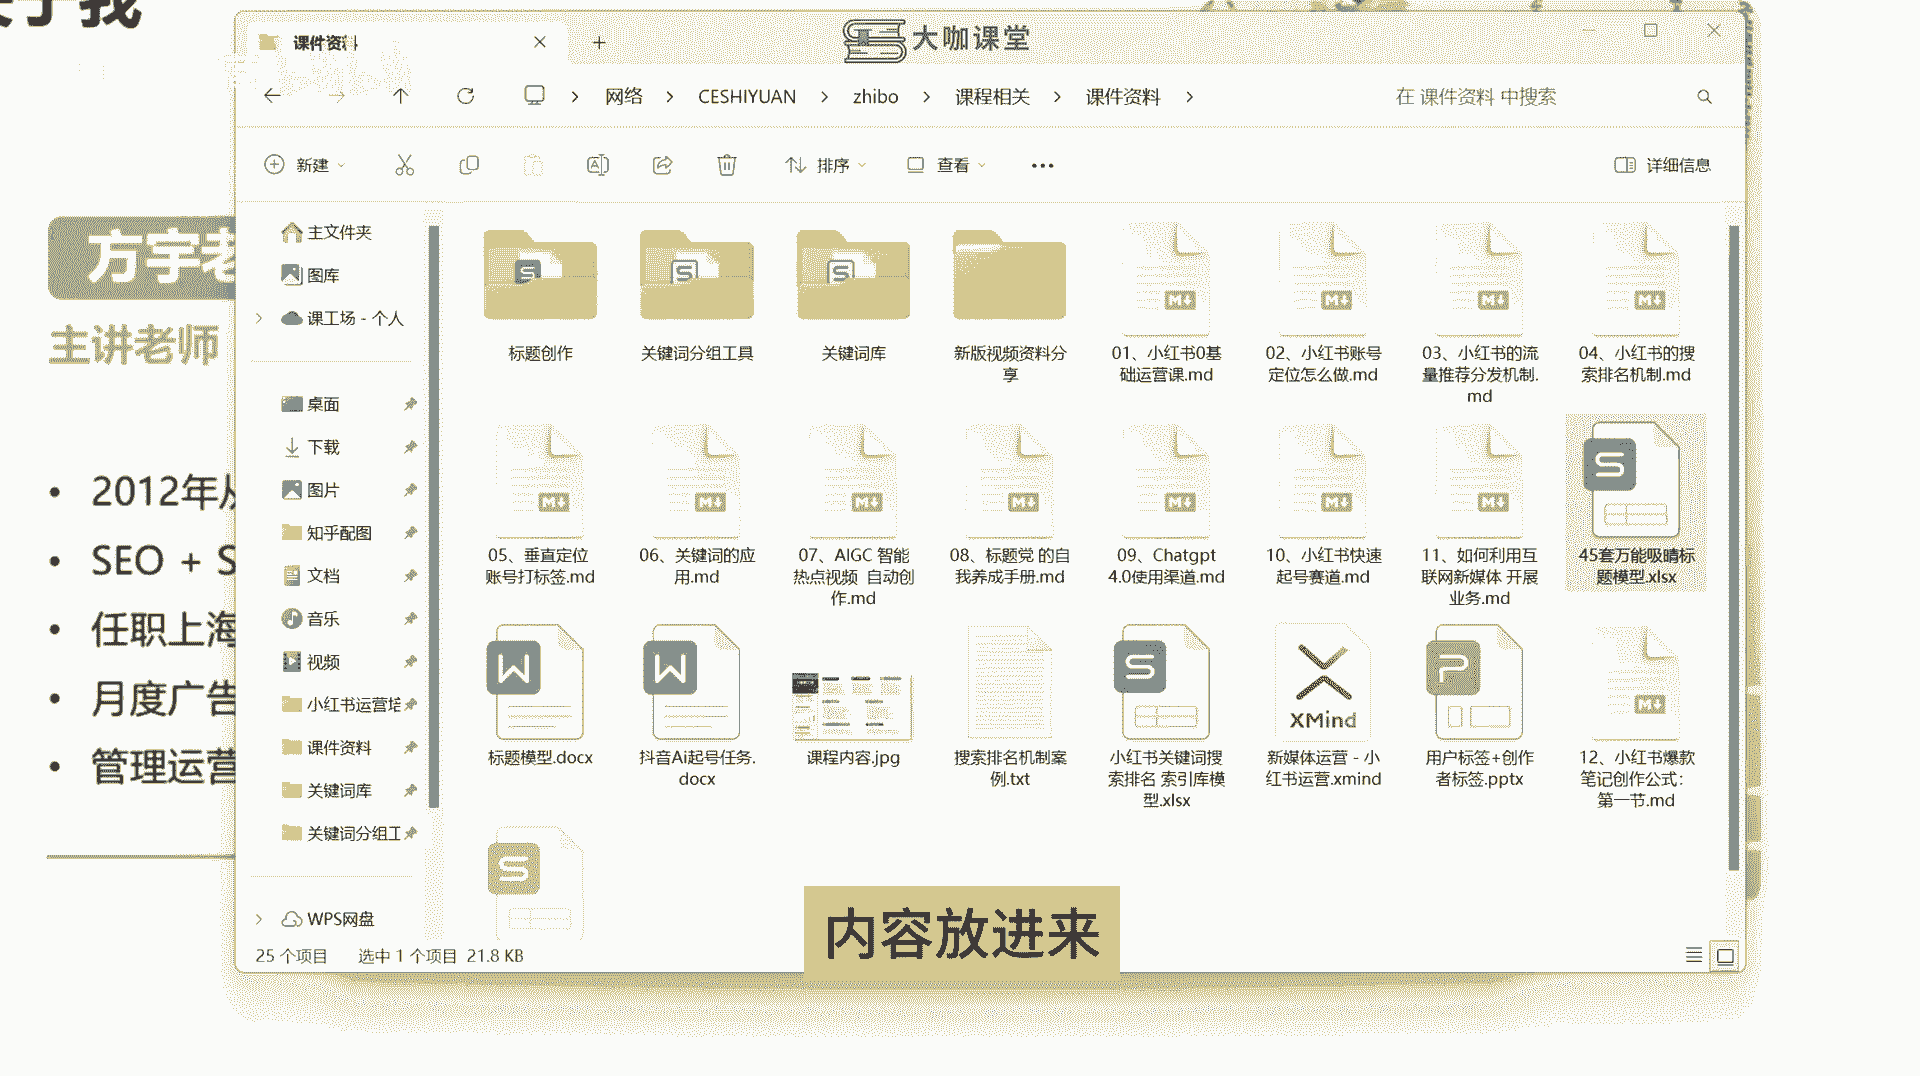 关于我
课件资料
大咖课堂
网络 > CESHIYUAN > zhibo > 课程相关 > 课件资料 >
在 课件资料 中搜索
新建
排序
查看
详细信息
方宇老
主讲老师
2012年从
SEO + S
任职上海
月度广告
管理运营
主文件夹
图库
课工场 - 个人
桌面
下载
图片
知乎配图
文档
音乐
视频
小红书运营培
课件资料
关键词库
关键词分组工
WPS网盘
标题创作
关键词分组工具
关键词库
新版视频资料分
享
01、小红书0基
础运营课.md
02、小红书账号
定位怎么做.md
03、小红书的流
量推荐分发机制.
md
04、小红书的搜
索排名机制.md
05、垂直定位
账号打标签.md
06、关键词的应
用.md
07、AIGC 智能
热点视频 自动创
作.md
08、标题党 的自
我养成手册.md
09、Chatgpt
4.0使用渠道.md
10、小红书快速
起号赛道.md
11、如何利用互
联网新媒体 开展
业务.md
45套万能吸睛标
题模型.xlsx
标题模型.docx
抖音Ai起号任务.
docx
课程内容.jpg
搜索排名机制案
例.txt
小红书关键词搜
索排名 索引库模
型.xlsx
XMind
新媒体运营 - 小
红书运营.xmind
用户标签+创作
者标签.pptx
12、小红书爆款
笔记创作公式:
第一节.md
25 个项目
选中 1 个项目 21.8 KB
内容放进来